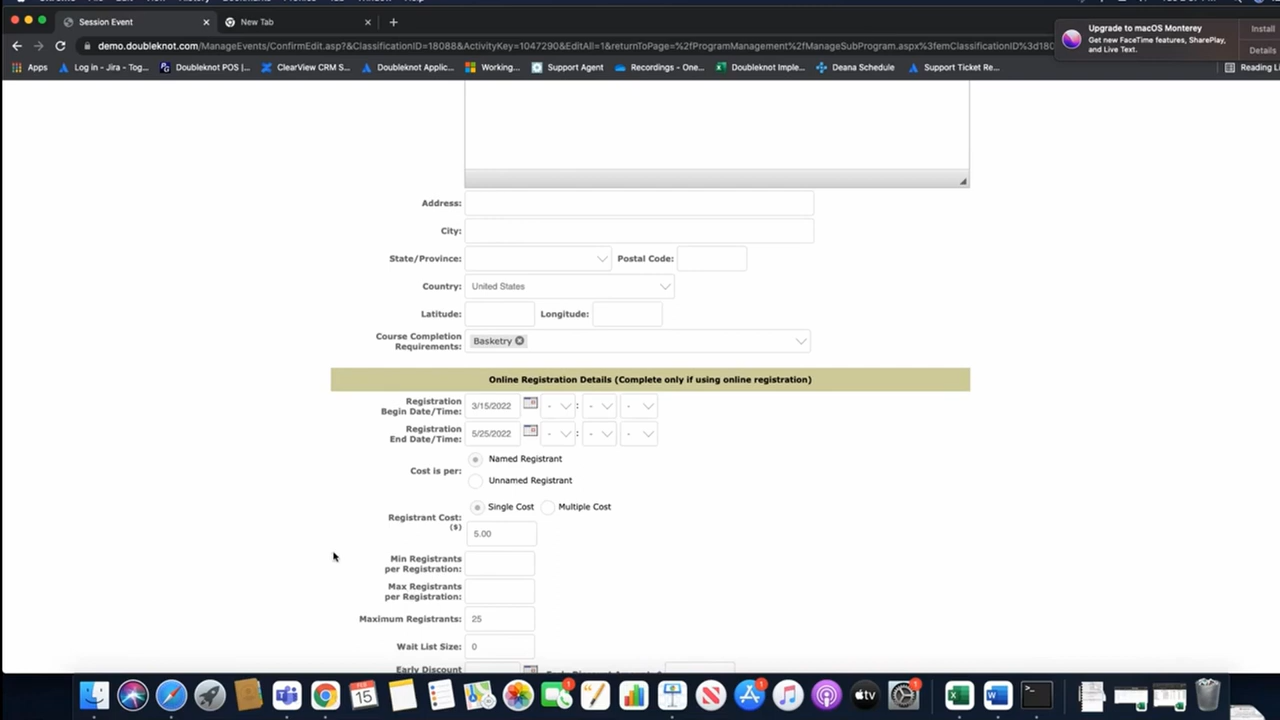 Session Event
New Tab
demo.doubleknot.com/ManageEvents/ConfirmEdit.asp?&ClassificationID=18088&ActivityKey=1047290&EditAll=1&returnToPage=%2fProgramManagement%2fManageSubProgram.aspx%3femClassificationID%3d180
Upgrade to macOS Monterey
Get new FaceTime features, SharePlay,
and Live Text.
Install
Details
Apps
Log in - Jira - Tog...
Doubleknot POS |...
ClearView CRM S...
Doubleknot Applic...
Working...
Support Agent
Recordings - One...
Doubleknot Imple...
Deana Schedule
Support Ticket Re...
Reading Li
Address:
City:
State/Province:
Postal Code:
Country:
United States
Latitude:
Longitude:
Course Completion
Requirements:
Basketry
Online Registration Details (Complete only if using online registration)
Registration
Begin Date/Time:
3/15/2022
- : - -
Registration
End Date/Time:
5/25/2022
- : - -
Cost is per:
Named Registrant
Unnamed Registrant
Registrant Cost:
($)
Single Cost
Multiple Cost
5.00
Min Registrants
per Registration:
Max Registrants
per Registration:
Maximum Registrants:
25
Wait List Size:
0
Early Discount
FEB
15
1
1
1
tv